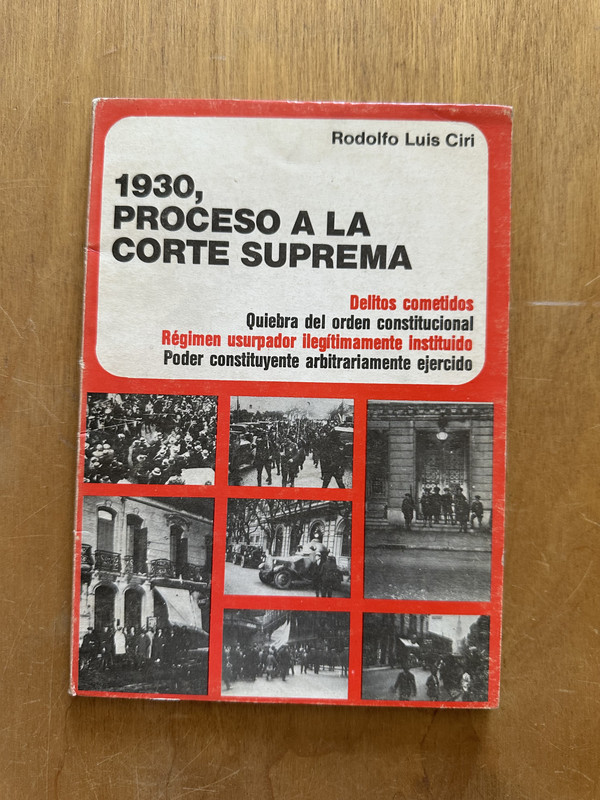 Rodolfo Luis Ciri
1930,
PROCESO A LA
CORTE SUPREMA
Delitos cometidos
Quiebra del orden constitucional
Régimen usurpador ilegítimamente instituido
Poder constituyente arbitrariamente ejercido